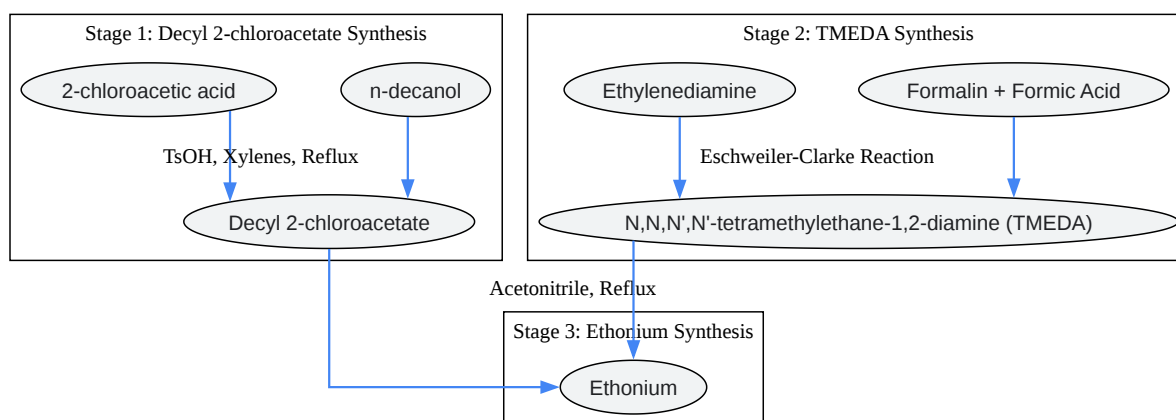 Stage 1: Decyl 2-chloroacetate Synthesis
2-chloroacetic acid
n-decanol
TsOH, Xylenes, Reflux
Decyl 2-chloroacetate
Stage 2: TMEDA Synthesis
Ethylenediamine
Formalin + Formic Acid
Eschweiler-Clarke Reaction
N,N,N',N'-tetramethylethane-1,2-diamine (TMEDA)
Acetonitrile, Reflux
Stage 3: Ethonium Synthesis
Ethonium